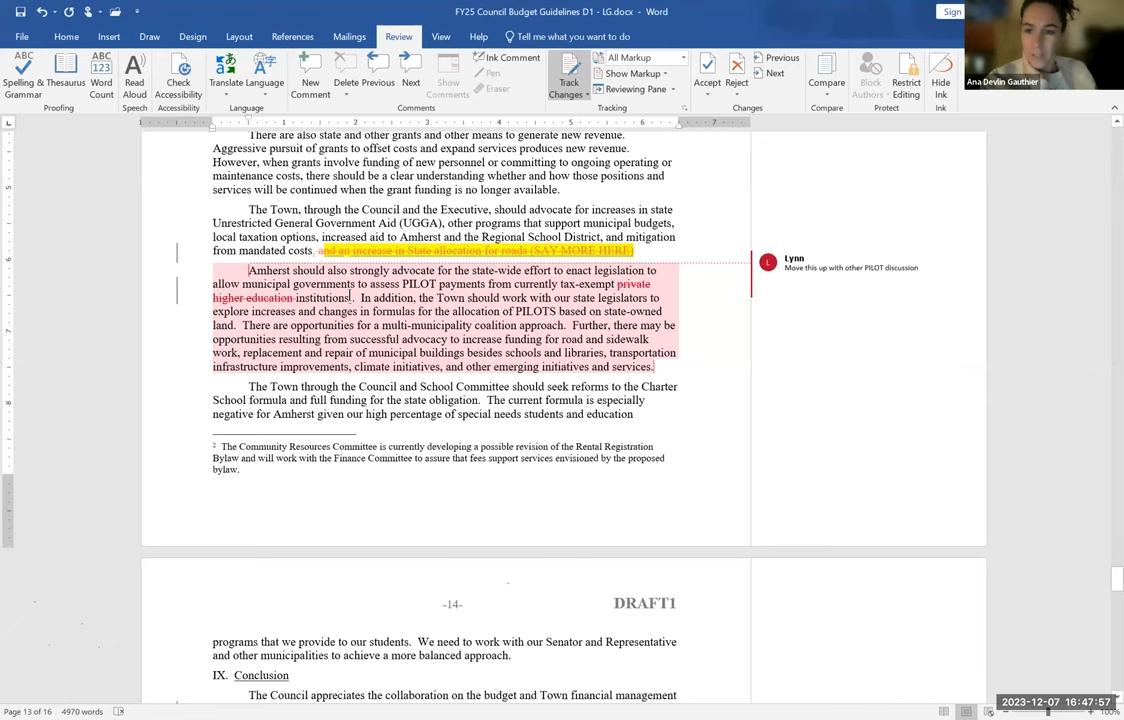 FY25 Council Budget Guidelines D1 - LG.docx - Word
Sign
File Home Insert Draw Design Layout References Mailings Review View Help Tell me what you want to do
ABC
Spelling & Grammar
Thesaurus
ABC 123
Word Count
Read Aloud
Check Accessibility
Translate
Language
New Comment
Delete
Previous
Next
Show Comments
Ink Comment
Pen
Eraser
Track Changes
All Markup
Show Markup
Reviewing Pane
Accept
Reject
Previous
Next
Compare
Block Authors
Restrict Editing
Hide Ink
Ana Devlin Gauthier
Proofing Speech Accessibility Language Comments Tracking Changes Compare Protect Ink
1 1 2 3 4 5 6 7
There are also state and other grants and other means to generate new revenue.
Aggressive pursuit of grants to offset costs and expand services produces new revenue.
However, when grants involve funding of new personnel or committing to ongoing operating or
maintenance costs, there should be a clear understanding whether and how those positions and
services will be continued when the grant funding is no longer available.
The Town, through the Council and the Executive, should advocate for increases in state
Unrestricted General Government Aid (UGGA), other programs that support municipal budgets,
local taxation options, increased aid to Amherst and the Regional School District, and mitigation
from mandated costs. and an increase in State allocation for roads (SAY MORE HERE)
Amherst should also strongly advocate for the state-wide effort to enact legislation to
allow municipal governments to assess PILOT payments from currently tax-exempt private
higher education institutions. In addition, the Town should work with our state legislators to
explore increases and changes in formulas for the allocation of PILOTS based on state-owned
land. There are opportunities for a multi-municipality coalition approach. Further, there may be
opportunities resulting from successful advocacy to increase funding for road and sidewalk
work, replacement and repair of municipal buildings besides schools and libraries, transportation
infrastructure improvements, climate initiatives, and other emerging initiatives and services.
L
Lynn
Move this up with other PILOT discussion
The Town through the Council and School Committee should seek reforms to the Charter
School formula and full funding for the state obligation. The current formula is especially
negative for Amherst given our high percentage of special needs students and education
2 The Community Resources Committee is currently developing a possible revision of the Rental Registration
Bylaw and will work with the Finance Committee to assure that fees support services envisioned by the proposed
bylaw.
-14- DRAFT1
programs that we provide to our students. We need to work with our Senator and Representative
and other municipalities to achieve a more balanced approach.
IX. Conclusion
The Council appreciates the collaboration on the budget and Town financial management
Page 13 of 16 4970 words
2023-12-07 16:47:57
100%